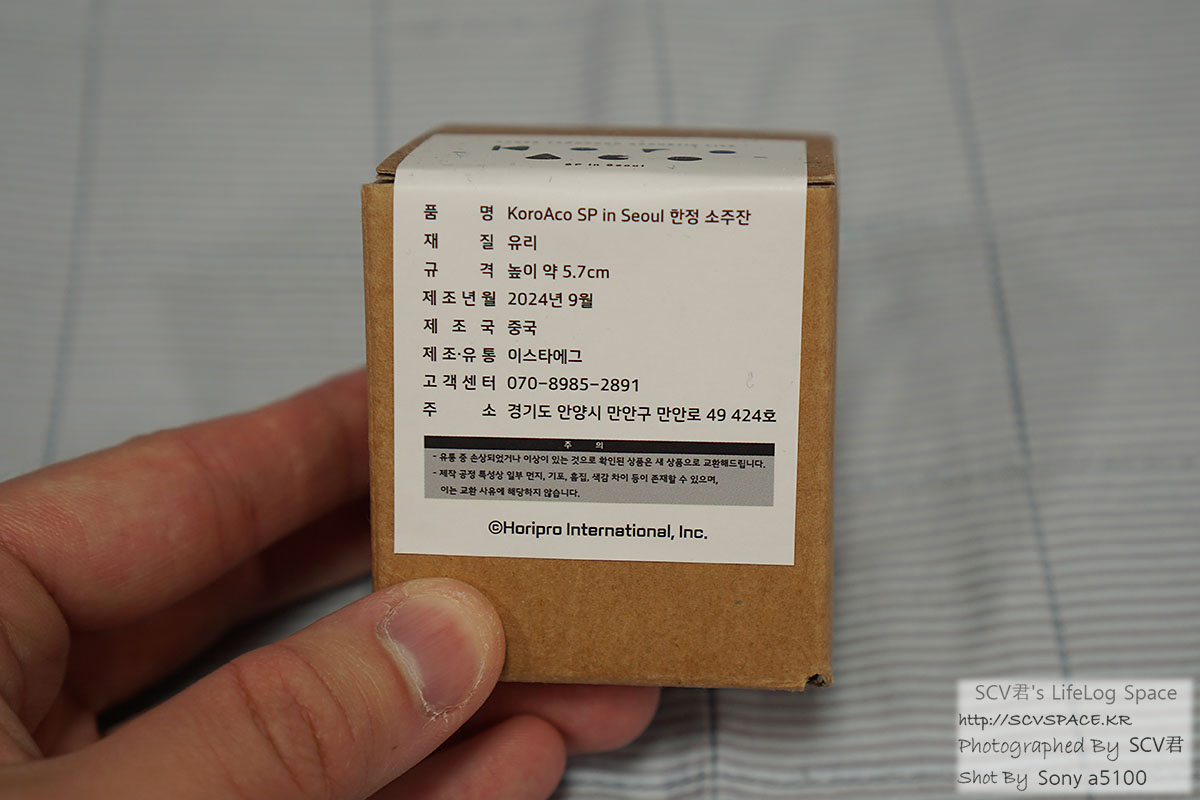 SP in Seoul
품 명 KoroAco SP in Seoul 한정 소주잔
재 질 유리
규 격 높이 약 5.7cm
제조년월 2024년 9월
제 조 국 중국
제조·유통 이스타에그
고객센터 070-8985-2891
주 소 경기도 안양시 만안구 만안로 49 424호
주 의
- 유통 중 손상되었거나 이상이 있는 것으로 확인된 상품은 새 상품으로 교환해드립니다.
- 제작 공정 특성상 일부 먼지, 기포, 흠집, 색감 차이 등이 존재할 수 있으며,
이는 교환 사유에 해당하지 않습니다.
©Horipro International, Inc.
SCV君's LifeLog Space
http://SCVSPACE.KR
Photographed By SCV君
Shot By Sony a5100